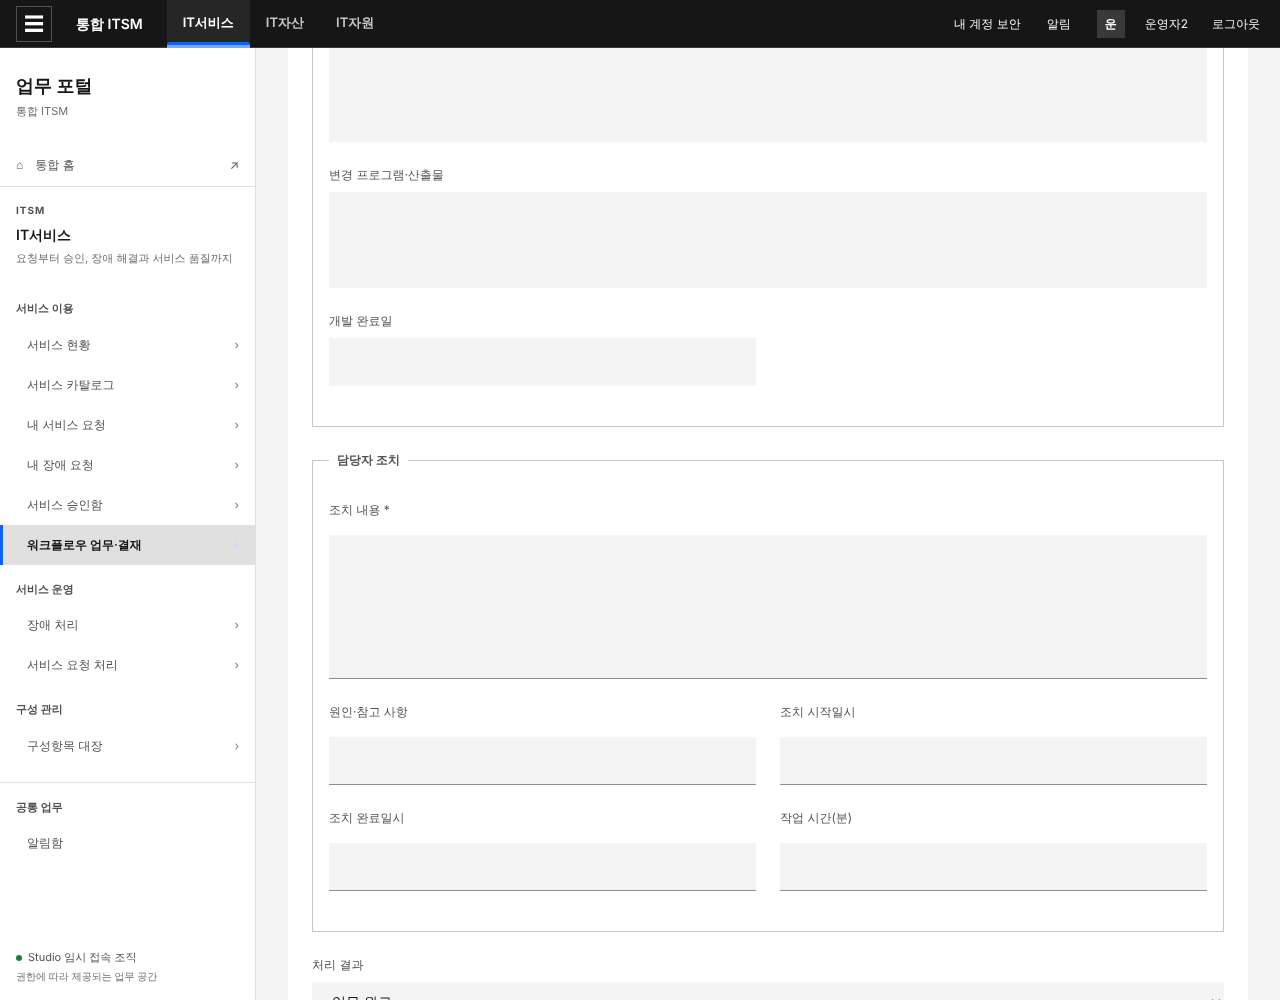 통합 ITSM
IT서비스
IT자산
IT자원
내 계정 보안
알림
운
운영자2
로그아웃
업무 포털
통합 ITSM
통합 홈
ITSM
IT서비스
요청부터 승인, 장애 해결과 서비스 품질까지
서비스 이용
서비스 현황
서비스 카탈로그
내 서비스 요청
내 장애 요청
서비스 승인함
워크플로우 업무·결재
서비스 운영
장애 처리
서비스 요청 처리
구성 관리
구성항목 대장
공통 업무
알림함
Studio 임시 접속 조직
권한에 따라 제공되는 업무 공간
변경 프로그램·산출물
개발 완료일
담당자 조치
조치 내용 *
원인·참고 사항
조치 시작일시
조치 완료일시
작업 시간(분)
처리 결과
업무 완료